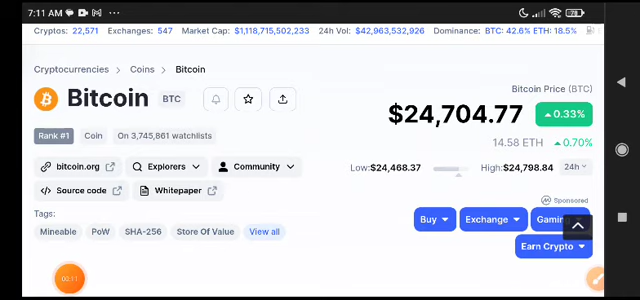 7:11 AM
78
Cryptos: 22,571 Exchanges: 547 Market Cap: $1,118,715,502,233 24h Vol: $42,963,532,926 Dominance: BTC: 42.6% ETH: 18.5%
Cryptocurrencies > Coins > Bitcoin
Bitcoin BTC
Bitcoin Price (BTC)
$24,704.77 0.33%
Rank #1 Coin On 3,745,861 watchlists
14.58 ETH 0.70%
bitcoin.org Explorers Community
Low:$24,468.37 High:$24,798.84 24h
Source code Whitepaper
Sponsored
Tags:
Buy Exchange Gaming
Mineable PoW SHA-256 Store Of Value View all
Earn Crypto
00:11